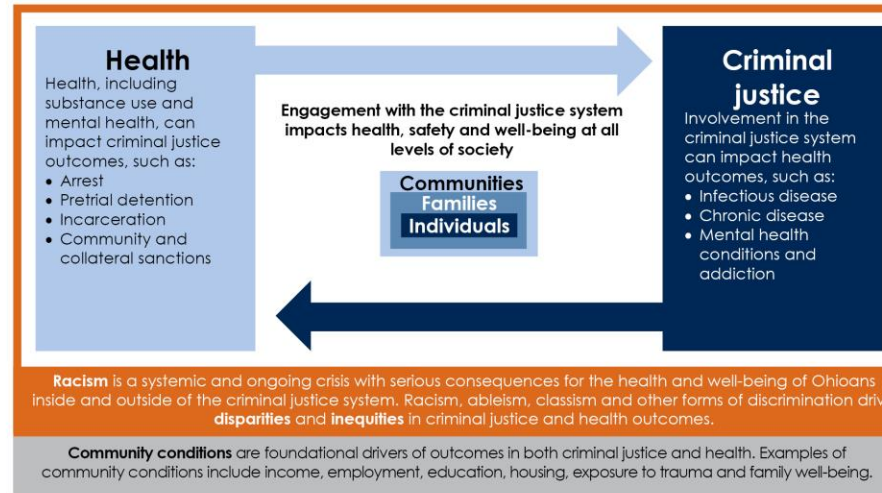 Health
Health, including
substance use and
mental health, can
impact criminal justice
outcomes, such as:
• Arrest
• Pretrial detention
• Incarceration
• Community and
collateral sanctions
Engagement with the criminal justice system
impacts health, safety and well-being at all
levels of society
Communities
Families
Individuals
Criminal
justice
Involvement in the
criminal justice system
can impact health
outcomes, such as:
• Infectious disease
• Chronic disease
• Mental health
conditions and
addiction
Racism is a systemic and ongoing crisis with serious consequences for the health and well-being of Ohioans
inside and outside of the criminal justice system. Racism, ableism, classism and other forms of discrimination
disparities and inequities in criminal justice and health outcomes.
Community conditions are foundational drivers of outcomes in both criminal justice and health. Examples of
community conditions include income, employment, education, housing, exposure to trauma and family well-being.